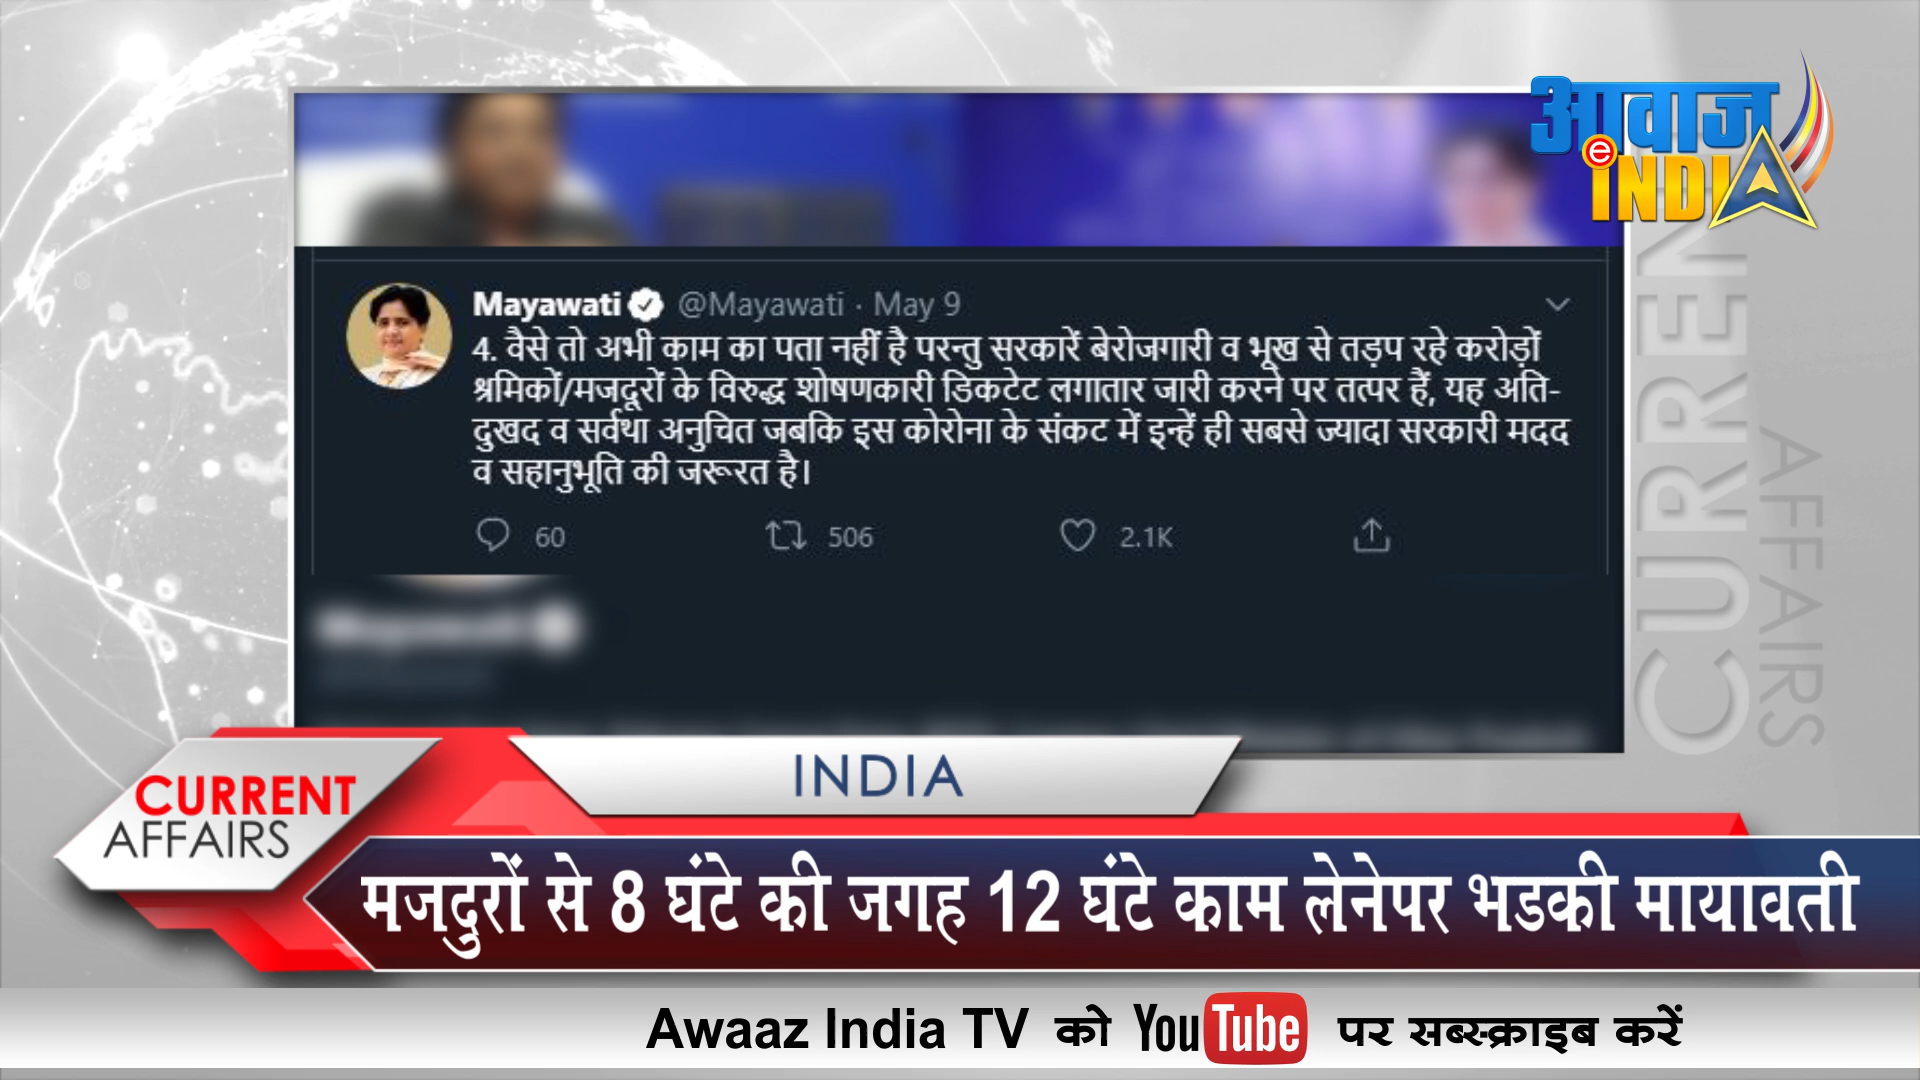 आवाज
e INDIA
CURRENT
AFFAIRS
Mayawati @Mayawati · May 9
4. वैसे तो अभी काम का पता नहीं है परन्तु सरकारें बेरोजगारी व भूख से तड़प रहे करोड़ों
श्रमिकों/मजदूरों के विरुद्ध शोषणकारी डिकटेट लगातार जारी करने पर तत्पर हैं, यह अति-
दुखद व सर्वथा अनुचित जबकि इस कोरोना के संकट में इन्हें ही सबसे ज्यादा सरकारी मदद
व सहानुभूति की जरूरत है।
60 506 2.1K
INDIA
CURRENT
AFFAIRS
मजदुरों से 8 घंटे की जगह 12 घंटे काम लेनेपर भडकी मायावती
Awaaz India TV को YouTube पर सब्स्क्राइब करें